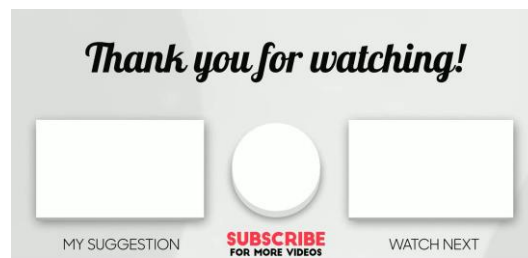 Thank you for watching!
MY SUGGESTION
SUBSCRIBE
FOR MORE VIDEOS
WATCH NEXT